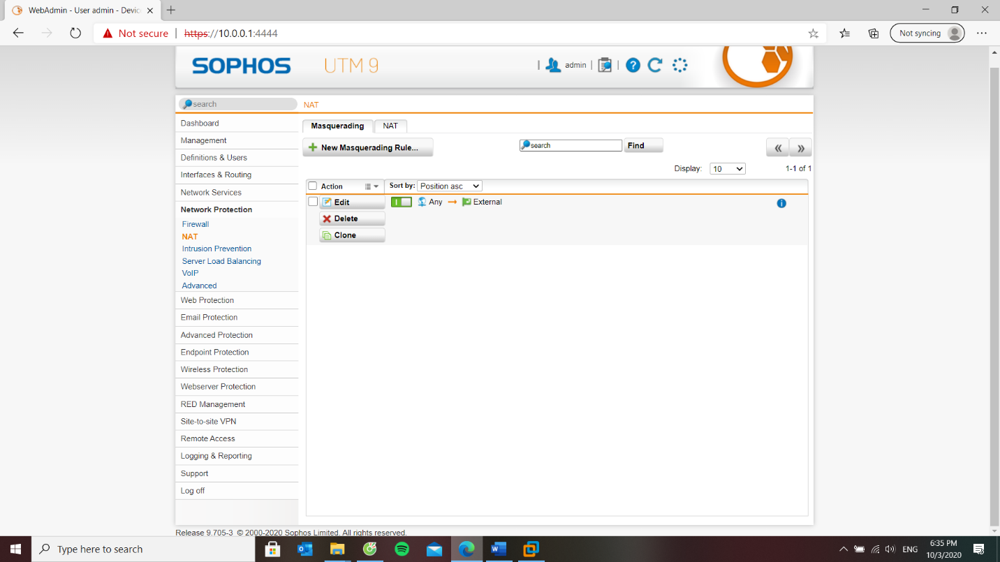 WebAdmin - User admin - Devic
Not secure | https://10.0.0.1:4444
Not syncing
SOPHOS UTM 9
| admin | |
search
NAT
Dashboard
Management
Definitions & Users
Interfaces & Routing
Network Services
Network Protection
Firewall
NAT
Intrusion Prevention
Server Load Balancing
VoIP
Advanced
Web Protection
Email Protection
Advanced Protection
Endpoint Protection
Wireless Protection
Webserver Protection
RED Management
Site-to-site VPN
Remote Access
Logging & Reporting
Support
Log off
Masquerading NAT
New Masquerading Rule...
search Find
Display: 10 1-1 of 1
Action Sort by: Position asc
Edit Any External
Delete
Clone
Release 9.705-3 © 2000-2020 Sophos Limited. All rights reserved.
Type here to search
ENG
6:35 PM
10/3/2020